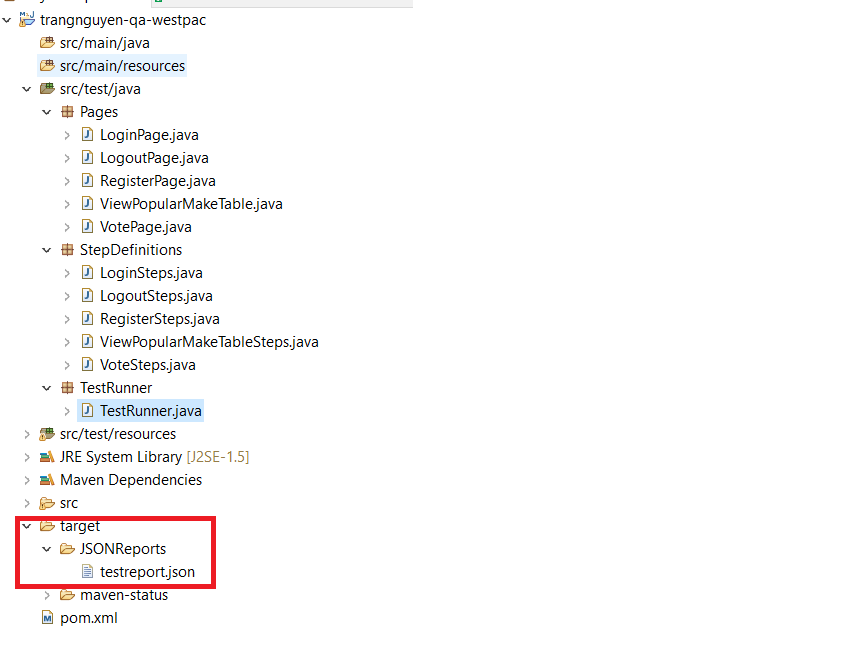 trangnguyen-qa-westpac
src/main/java
src/main/resources
src/test/java
Pages
LoginPage.java
LogoutPage.java
RegisterPage.java
ViewPopularMakeTable.java
VotePage.java
StepDefinitions
LoginSteps.java
LogoutSteps.java
RegisterSteps.java
ViewPopularMakeTableSteps.java
VoteSteps.java
TestRunner
TestRunner.java
src/test/resources
JRE System Library [J2SE-1.5]
Maven Dependencies
src
target
JSONReports
testreport.json
maven-status
pom.xml